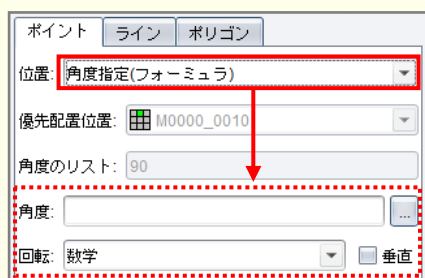 ポイント ライン ポリゴン
位置: 角度指定(フォーミュラ)
優先配置位置: M0000_0010
角度のリスト: 90
角度: ...
回転: 数学 垂直